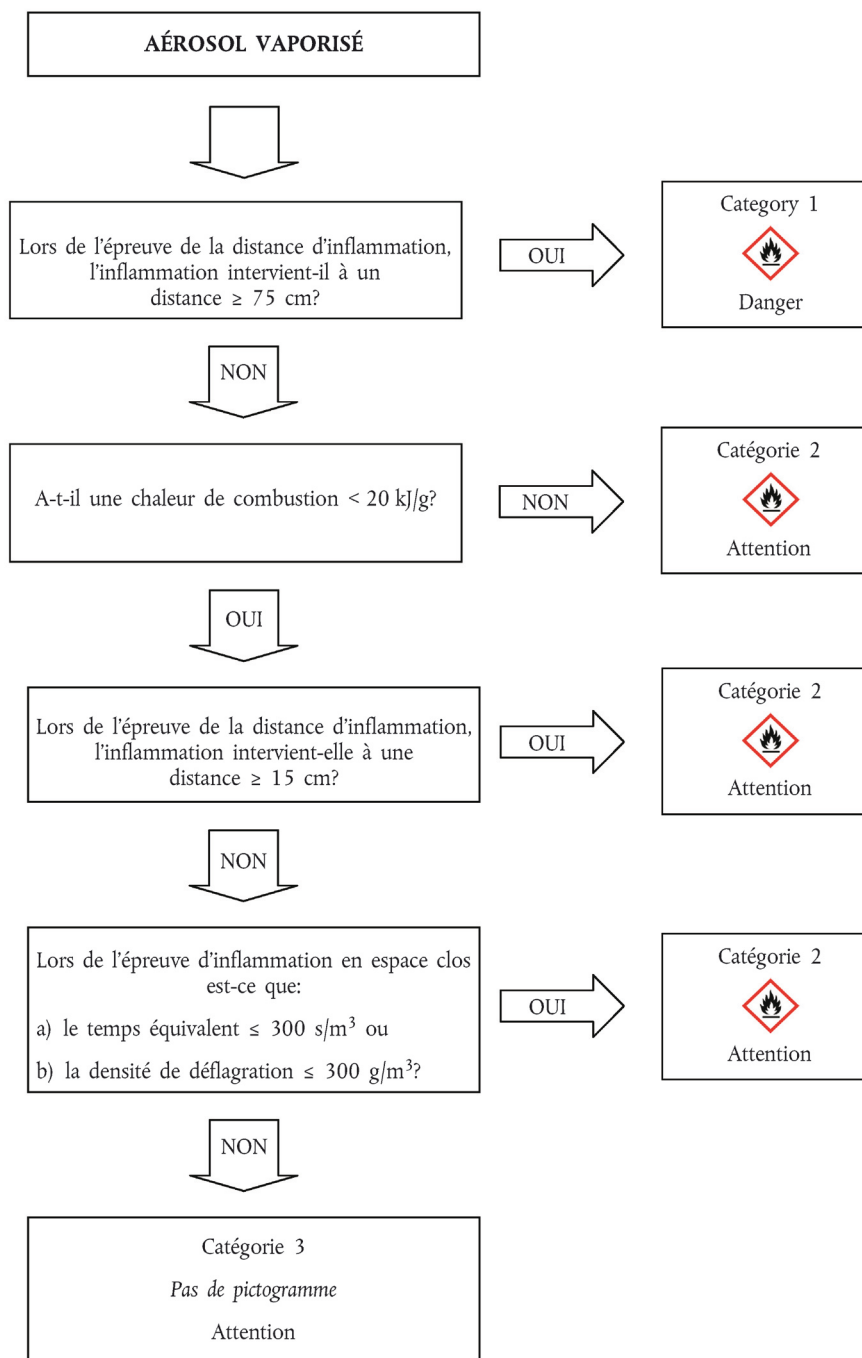 AÉROSOL VAPORISÉ
Lors de l'épreuve de la distance d'inflammation,
l'inflammation intervient-il à un
distance ≥ 75 cm?
OUI
Category 1
Danger
NON
A-t-il une chaleur de combustion < 20 kJ/g?
NON
Catégorie 2
Attention
OUI
Lors de l'épreuve de la distance d'inflammation,
l'inflammation intervient-elle à une
distance ≥ 15 cm?
OUI
Catégorie 2
Attention
NON
Lors de l'épreuve d'inflammation en espace clos
est-ce que:
a) le temps équivalent ≤ 300 s/m³ ou
b) la densité de déflagration ≤ 300 g/m³?
OUI
Catégorie 2
Attention
NON
Catégorie 3
Pas de pictogramme
Attention